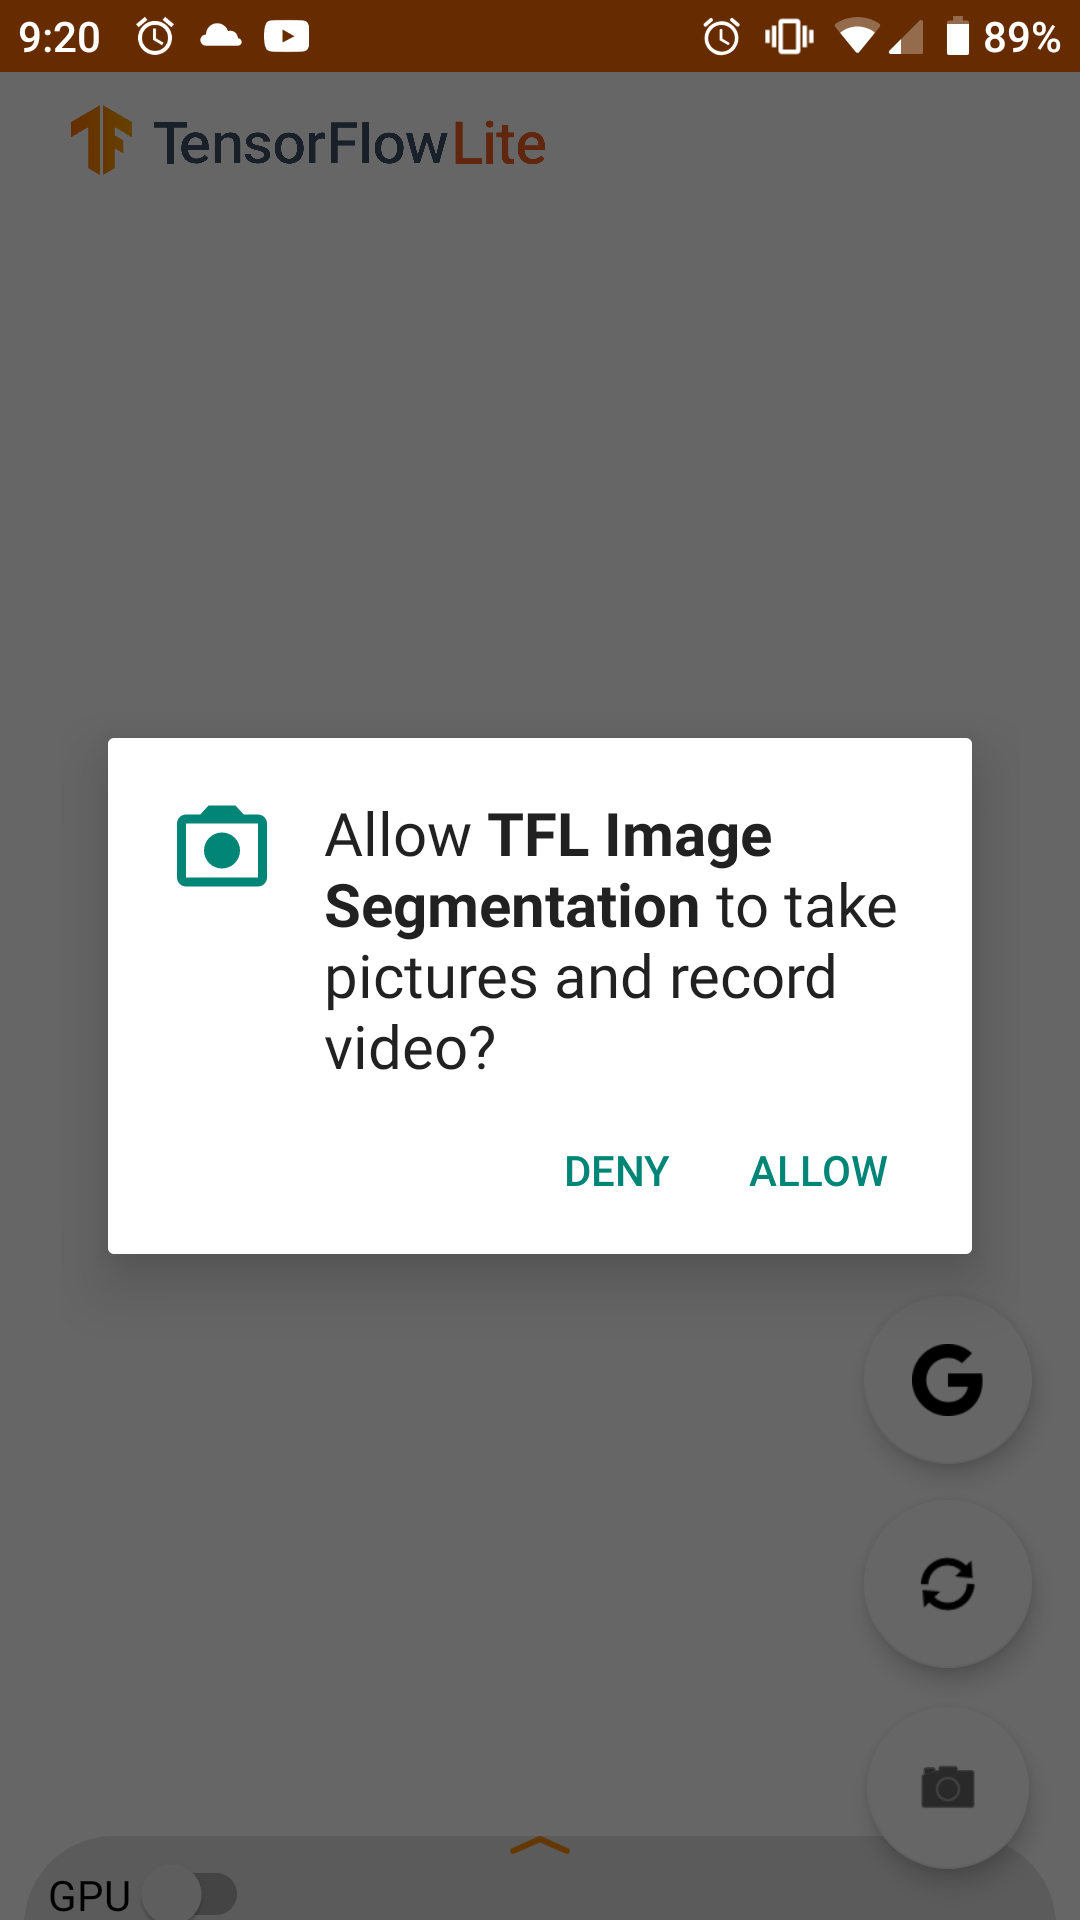 9:20
89%
TensorFlowLite
Allow TFL Image
Segmentation to take
pictures and record
video?
DENY ALLOW
G
GPU